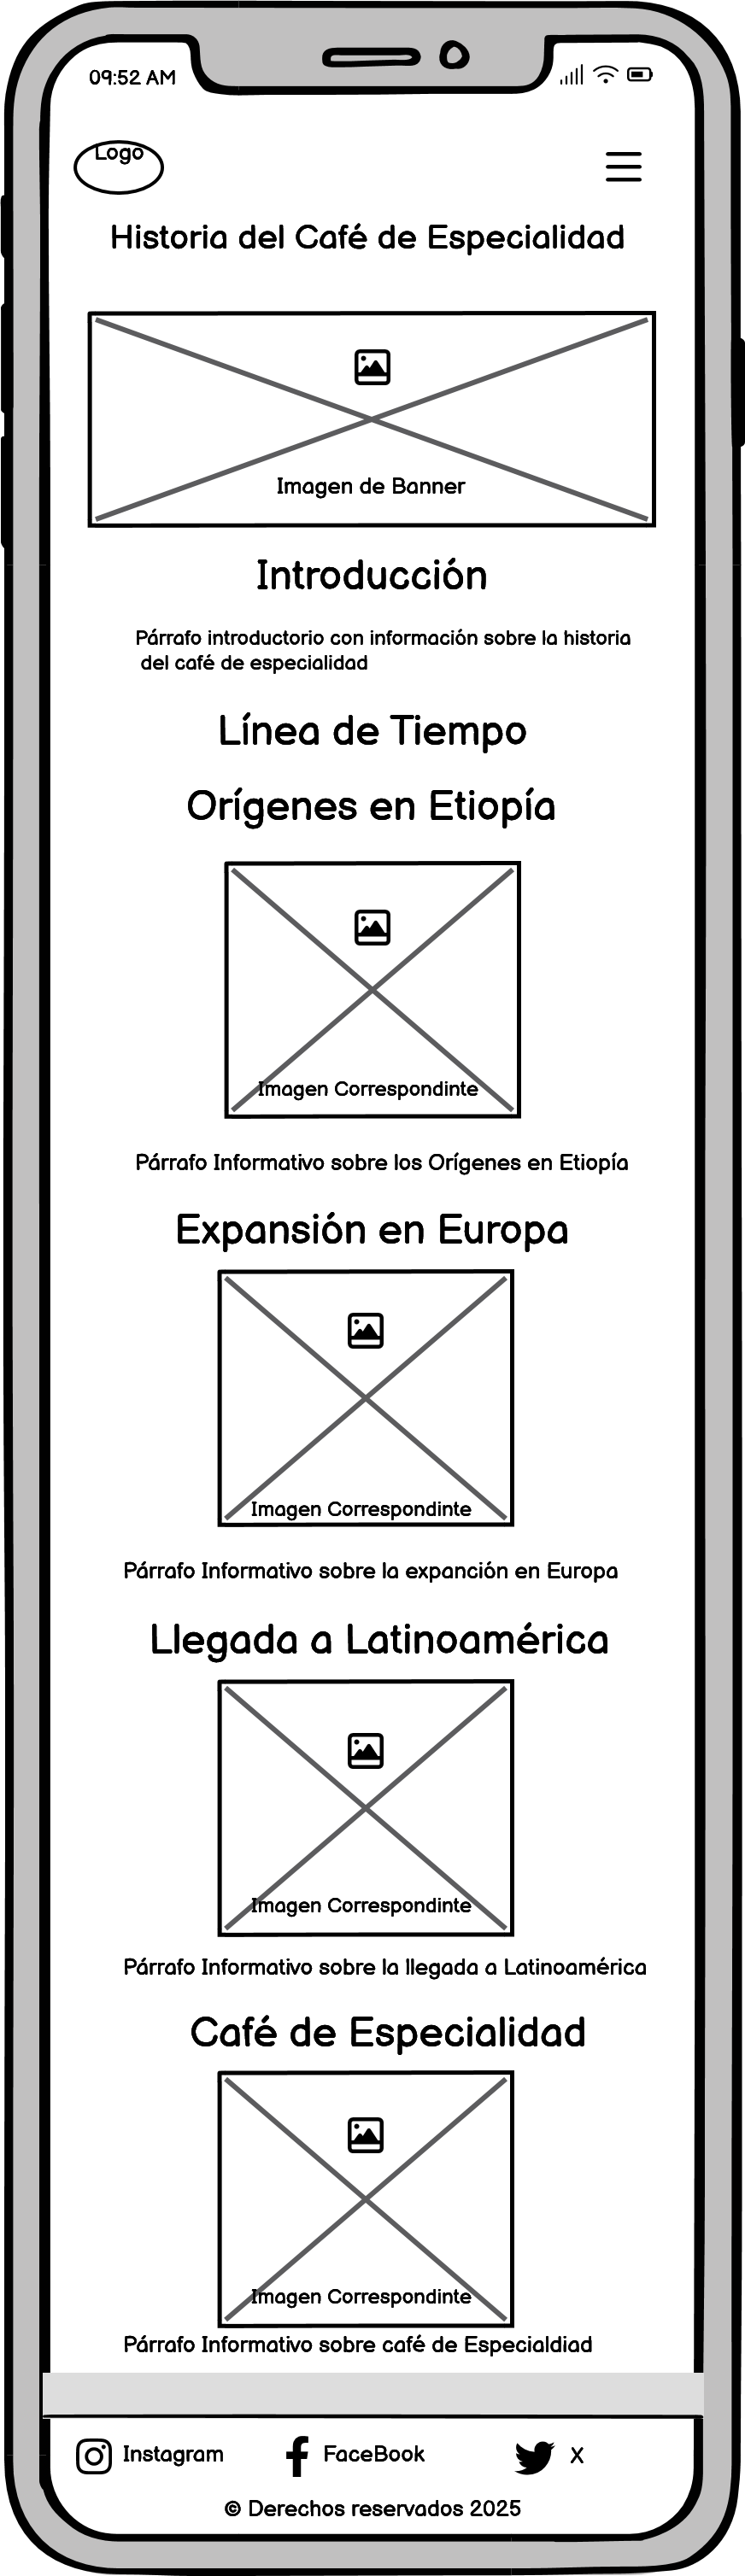 09:52 AM
Logo
Historia del Café de Especialidad
Imagen de Banner
Introducción
Párrafo introductorio con información sobre la historia
del café de especialidad
Línea de Tiempo
Orígenes en Etiopía
Imagen Correspondinte
Párrafo Informativo sobre los Orígenes en Etiopía
Expansión en Europa
Imagen Correspondinte
Párrafo Informativo sobre la expanción en Europa
Llegada a Latinoamérica
Imagen Correspondinte
Párrafo Informativo sobre la llegada a Latinoamérica
Café de Especialidad
Imagen Correspondinte
Párrafo Informativo sobre café de Especialdiad
Instagram FaceBook X
© Derechos reservados 2025